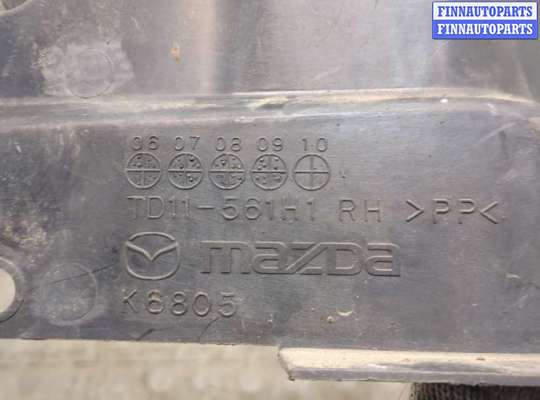 FINNAUTOPARTS
FINNAUTOPARTS
06 07 08 09 10
TD11-561H1 RH >PP<
mazda
K6805